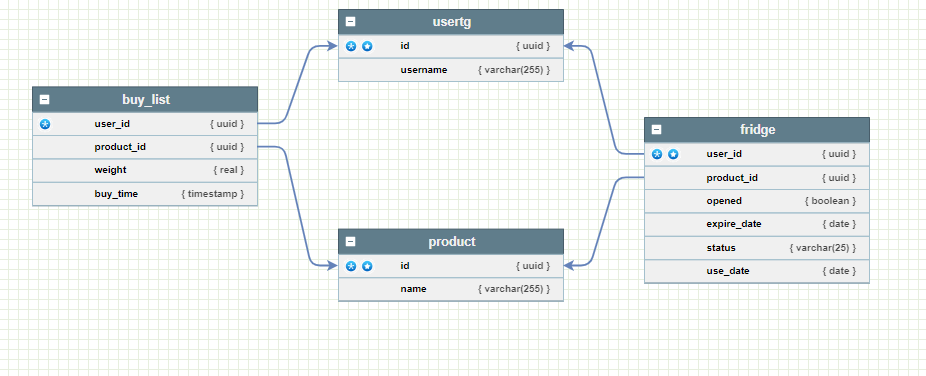 usertg
id { uuid }
username { varchar(255) }
buy_list
user_id { uuid }
product_id { uuid }
weight { real }
buy_time { timestamp }
fridge
user_id { uuid }
product_id { uuid }
opened { boolean }
expire_date { date }
status { varchar(25) }
use_date { date }
product
id { uuid }
name { varchar(255) }